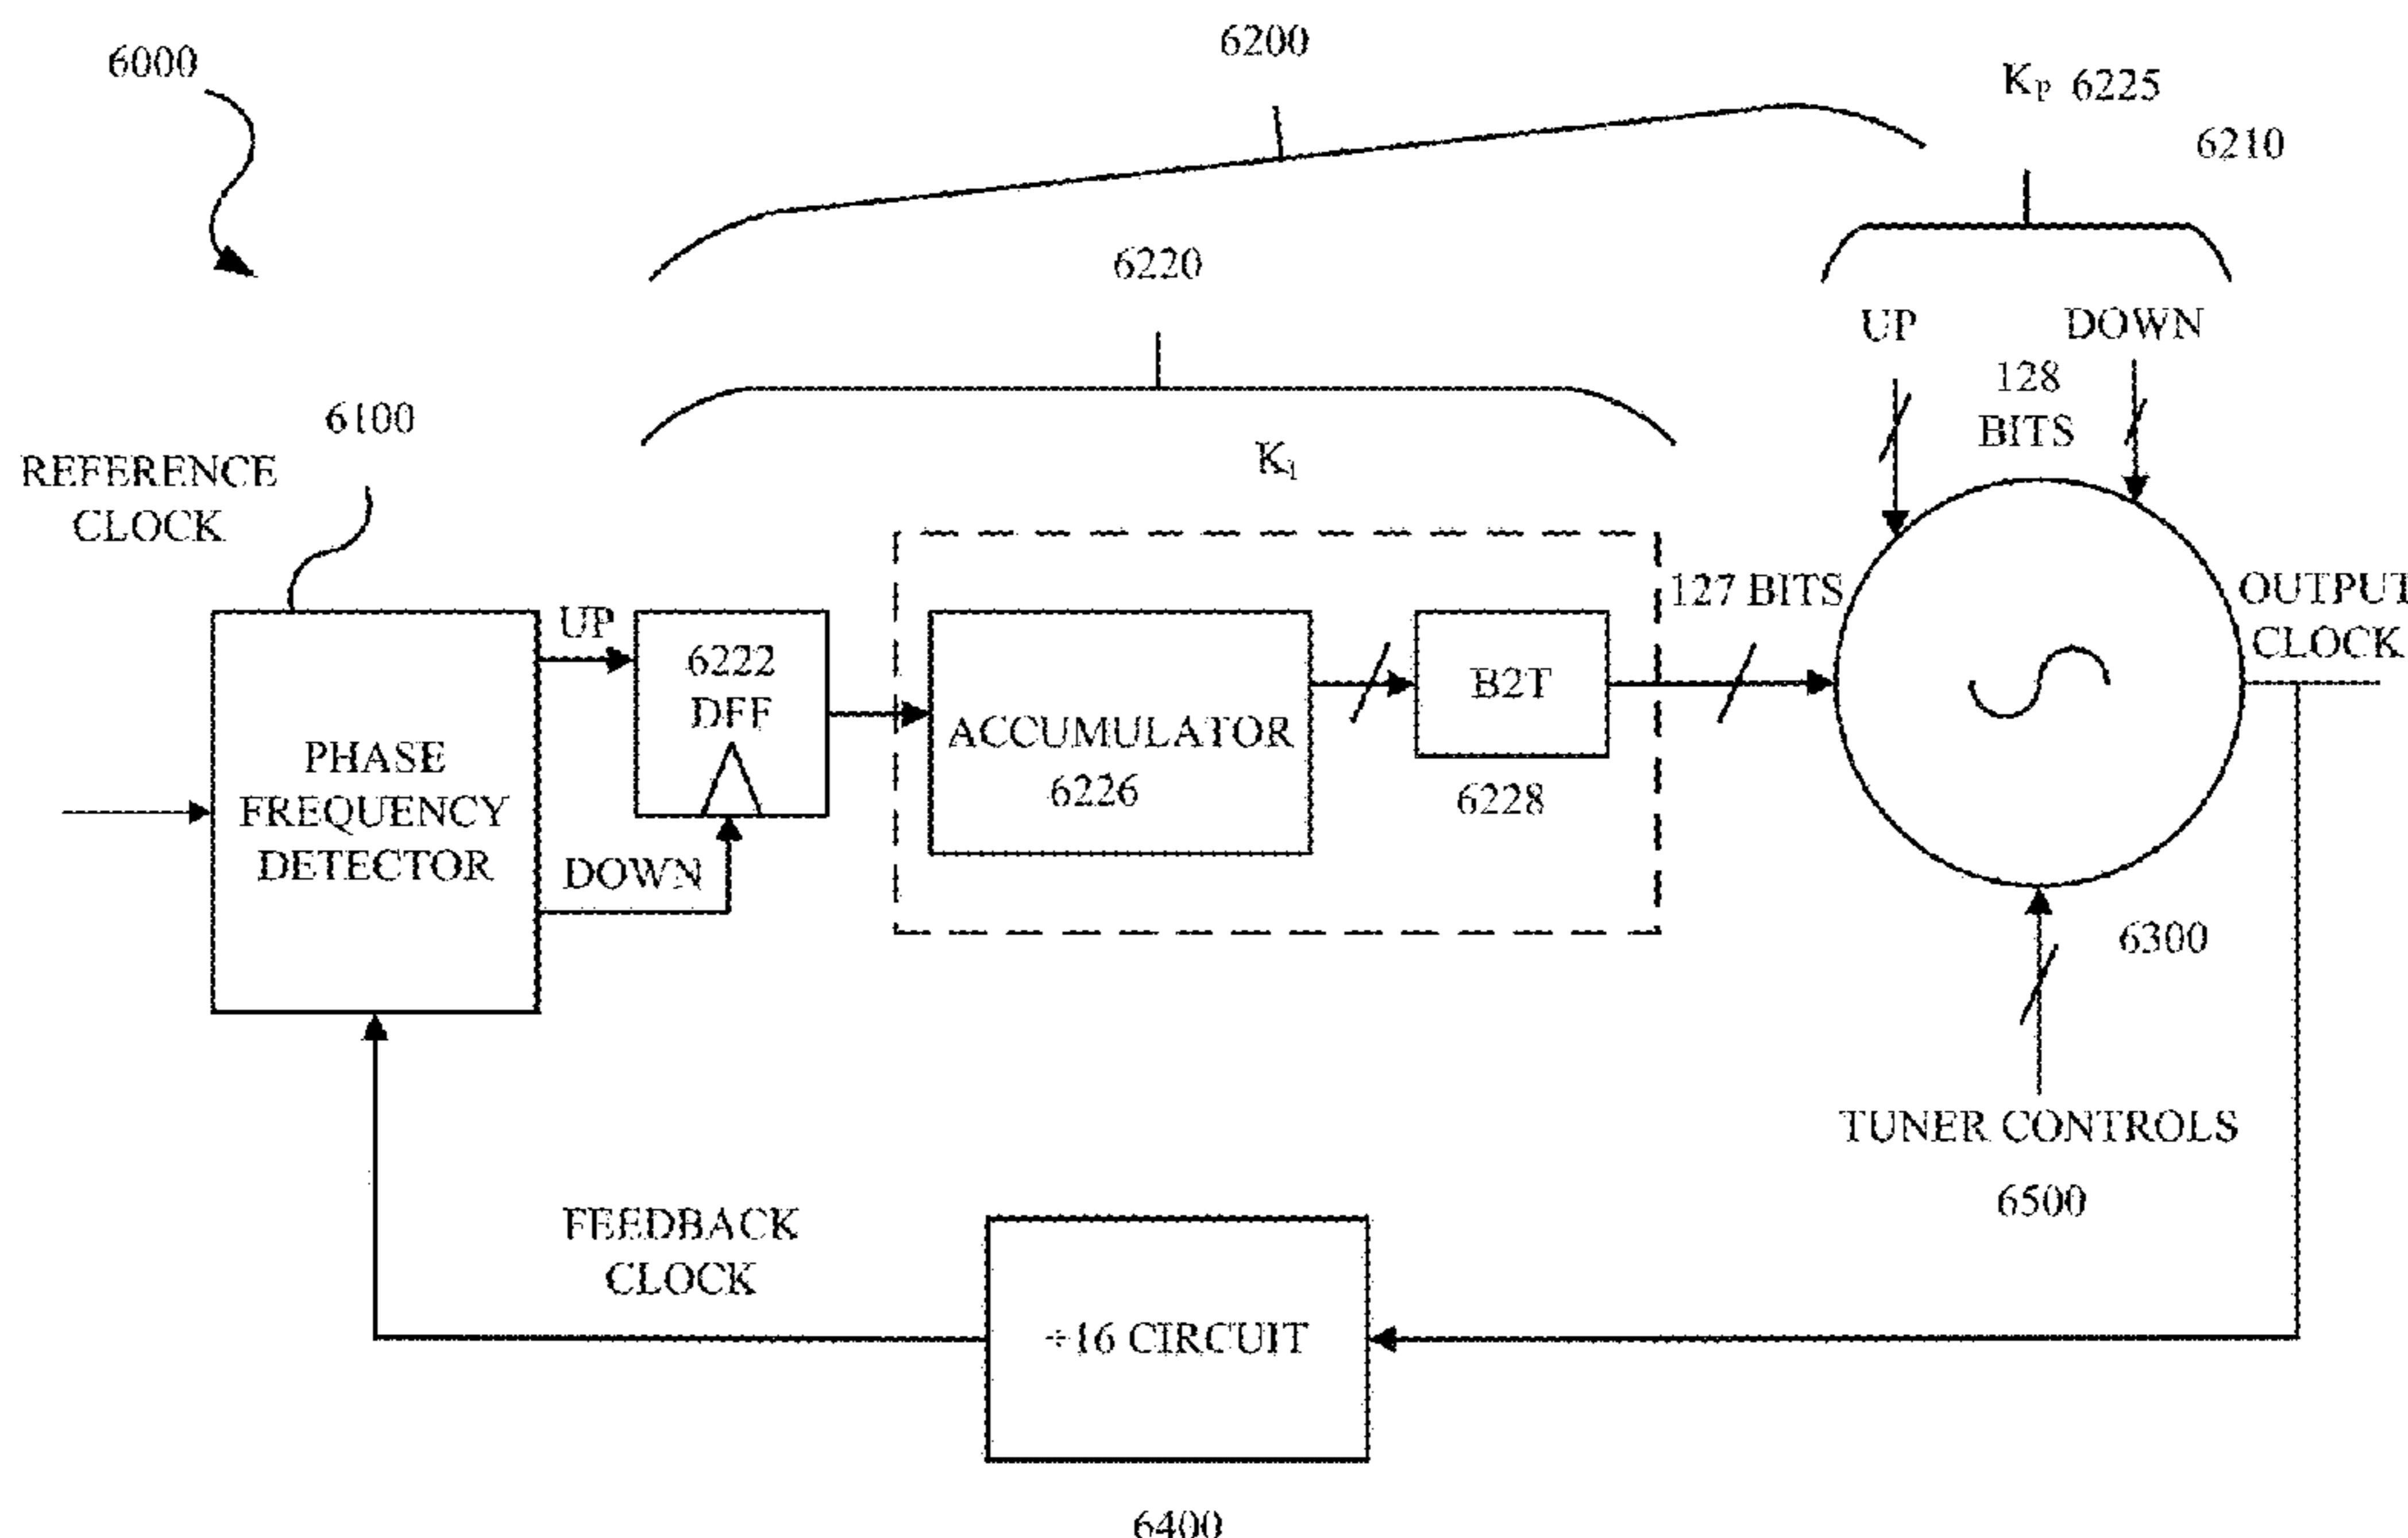 6000
6200
Kp 6225
6210
6220
UP
DOWN
128
BITS
6100
REFERENCE
CLOCK
Ki
127 BITS
OUTPUT
CLOCK
UP
6222
DFF
B2T
ACCUMULATOR
6226
6228
PHASE
FREQUENCY
DETECTOR
DOWN
6300
TUNER CONTROLS
6500
FEEDBACK
CLOCK
÷16 CIRCUIT
6400